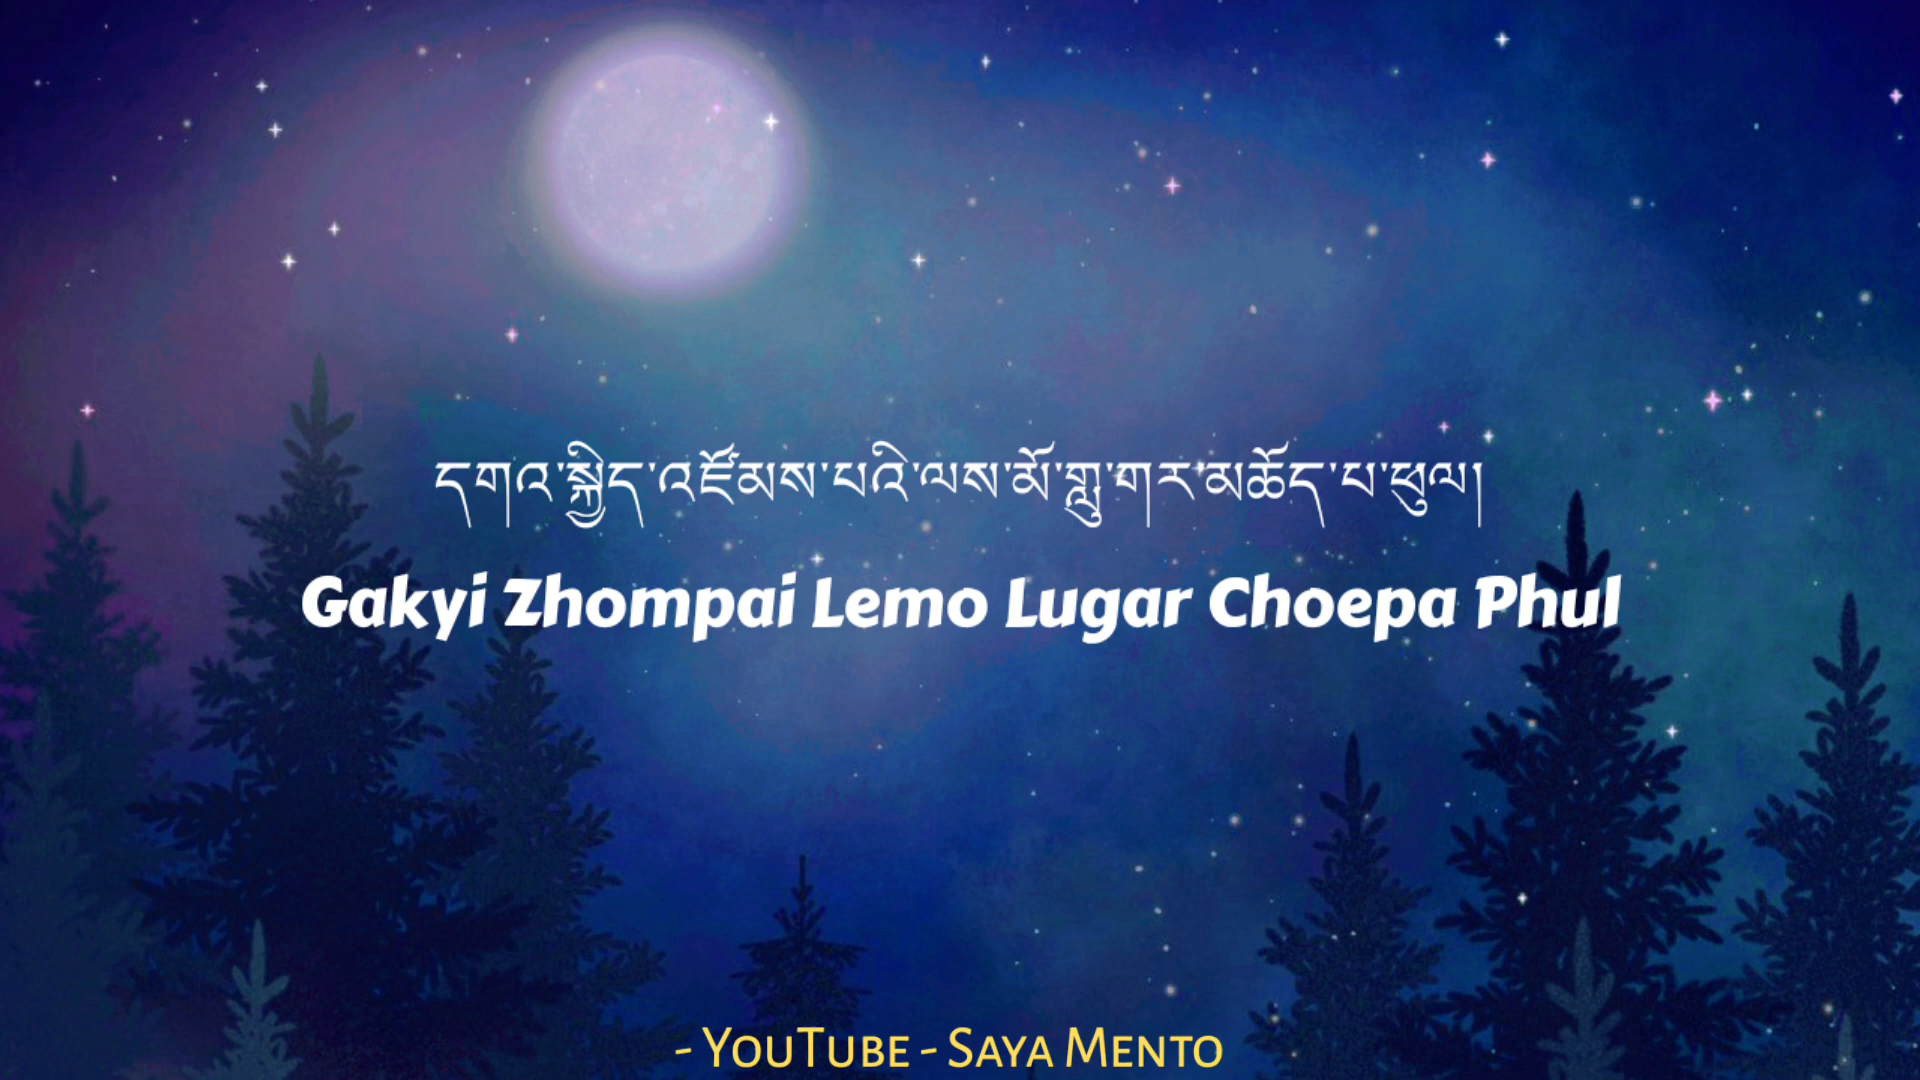 དགའ་སྐྱིད་འཛོམས་པའི་ལས་མོ་གླུ་གར་མཆོད་པ་ཕུལ།
Gakyi Zhompai Lemo Lugar Choepa Phul
- YouTube - Saya Mento